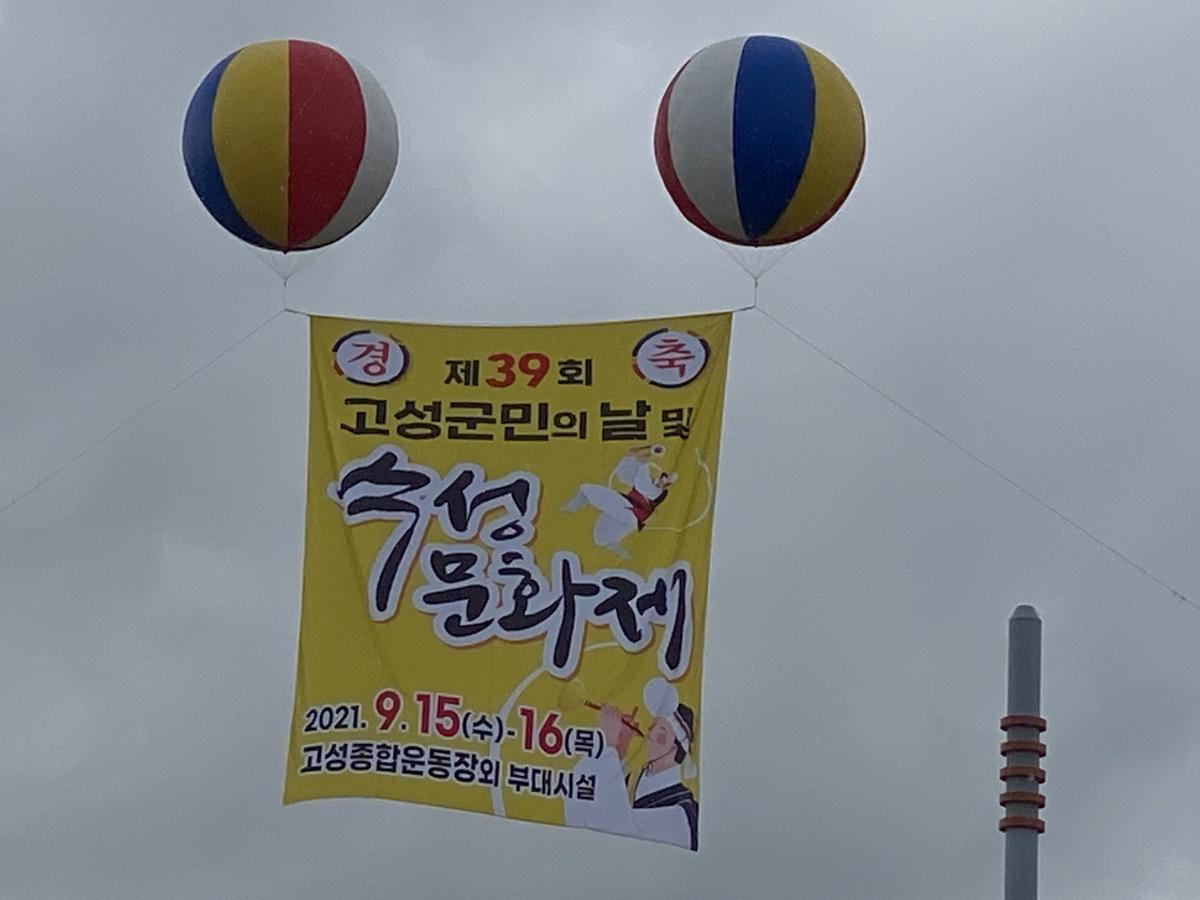 경 제39회 축
고성군민의 날 및
수성
문화제
2021. 9. 15(수)-16(목)
고성종합운동장외 부대시설